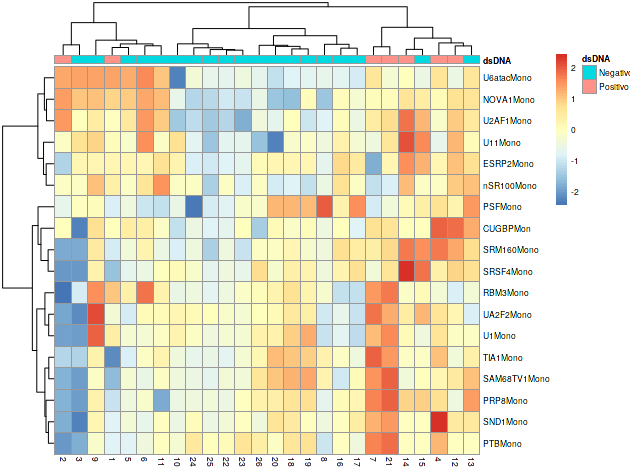 dsDNA
U6atacMono
NOVA1Mono
U2AF1Mono
U11Mono
ESRP2Mono
nSR100Mono
PSFMono
CUGBPMon
SRM160Mono
SRSF4Mono
RBM3Mono
UA2F2Mono
U1Mono
TIA1Mono
SAM68TV1Mono
PRP8Mono
SND1Mono
PTBMono
2 3 9 1 5 6 11 10 24 25 22 23 26 20 18 19 8 16 17 7 21 14 15 4 12 13
2
1
0
-1
-2
dsDNA
Negativo
Positivo